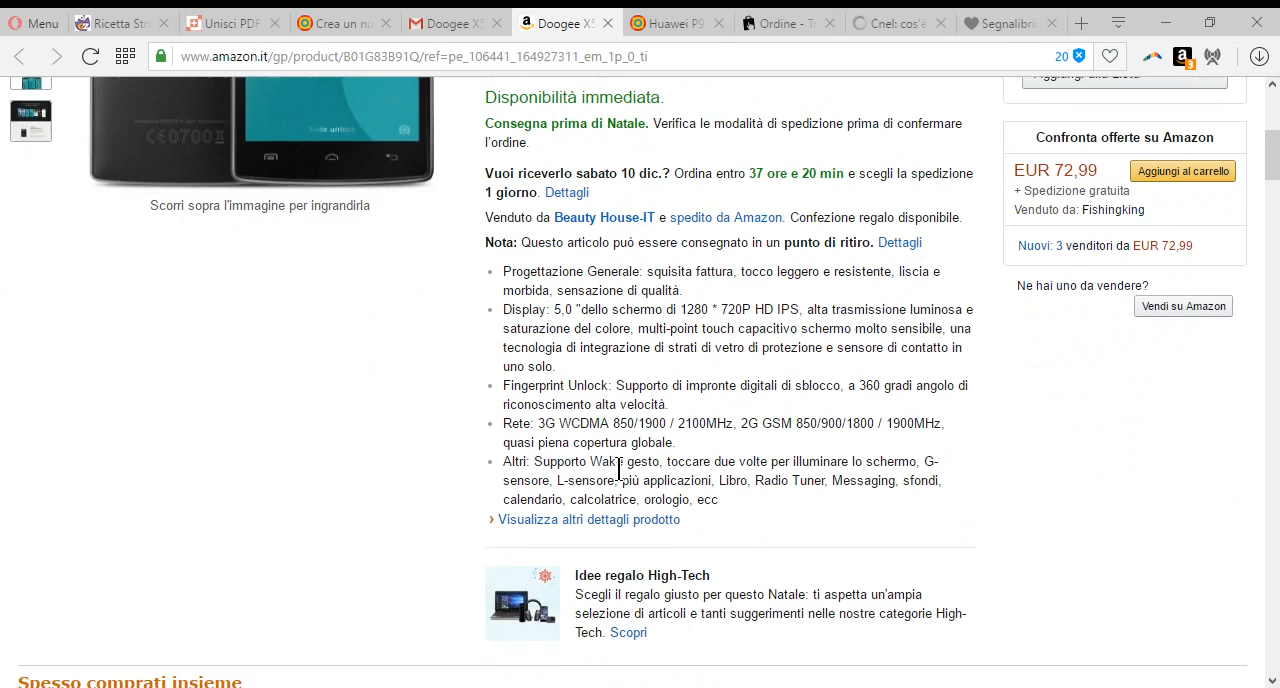 Menu
Ricetta Str
Unisci PDF
Crea un nu
Doogee X5
Doogee X5
Huawei P9
Ordine - T
Cnel: cos'è
Segnalibri
www.amazon.it/gp/product/B01G83B91Q/ref=pe_106441_164927311_em_1p_0_ti
20
3
CE0700
Scorri sopra l'immagine per ingrandirla
Disponibilità immediata.
Consegna prima di Natale. Verifica le modalità di spedizione prima di confermare
l'ordine.
Vuoi riceverlo sabato 10 dic.? Ordina entro 37 ore e 20 min e scegli la spedizione
1 giorno. Dettagli
Venduto da Beauty House-IT e spedito da Amazon. Confezione regalo disponibile.
Nota: Questo articolo può essere consegnato in un punto di ritiro. Dettagli
Progettazione Generale: squisita fattura, tocco leggero e resistente, liscia e
morbida, sensazione di qualità.
Display: 5,0 "dello schermo di 1280 * 720P HD IPS, alta trasmissione luminosa e
saturazione del colore, multi-point touch capacitivo schermo molto sensibile, una
tecnologia di integrazione di strati di vetro di protezione e sensore di contatto in
uno solo.
Fingerprint Unlock: Supporto di impronte digitali di sblocco, a 360 gradi angolo di
riconoscimento alta velocità.
Rete: 3G WCDMA 850/1900 / 2100MHz, 2G GSM 850/900/1800 / 1900MHz,
quasi piena copertura globale.
Altri: Supporto Wake gesto, toccare due volte per illuminare lo schermo, G-
sensore, L-sensore, più applicazioni, Libro, Radio Tuner, Messaging, sfondi,
calendario, calcolatrice, orologio, ecc
› Visualizza altri dettagli prodotto
Idee regalo High-Tech
Scegli il regalo giusto per questo Natale: ti aspetta un'ampia
selezione di articoli e tanti suggerimenti nelle nostre categorie High-
Tech. Scopri
Aggiungi alla Lista
Confronta offerte su Amazon
EUR 72,99
Aggiungi al carrello
+ Spedizione gratuita
Venduto da: Fishingking
Nuovi: 3 venditori da EUR 72,99
Ne hai uno da vendere?
Vendi su Amazon
Spesso comprati insieme